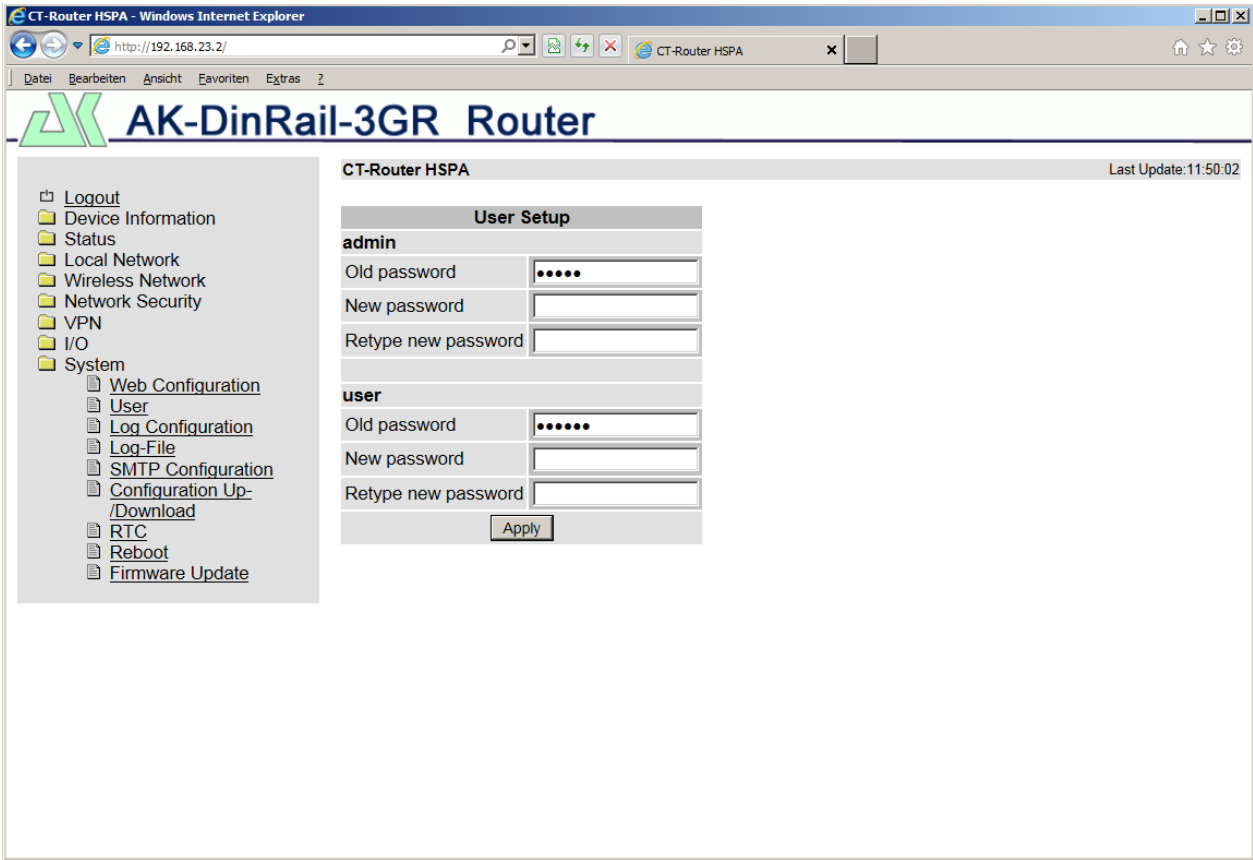 CT-Router HSPA - Windows Internet Explorer
http://192.168.23.2/
CT-Router HSPA
Datei Bearbeiten Ansicht Favoriten Extras ?
AK-DinRail-3GR Router
CT-Router HSPA
Last Update:11:50:02
Logout
Device Information
Status
Local Network
Wireless Network
Network Security
VPN
I/O
System
Web Configuration
User
Log Configuration
Log-File
SMTP Configuration
Configuration Up-
/Download
RTC
Reboot
Firmware Update
User Setup
admin
Old password •••••
New password
Retype new password
user
Old password ••••••
New password
Retype new password
Apply